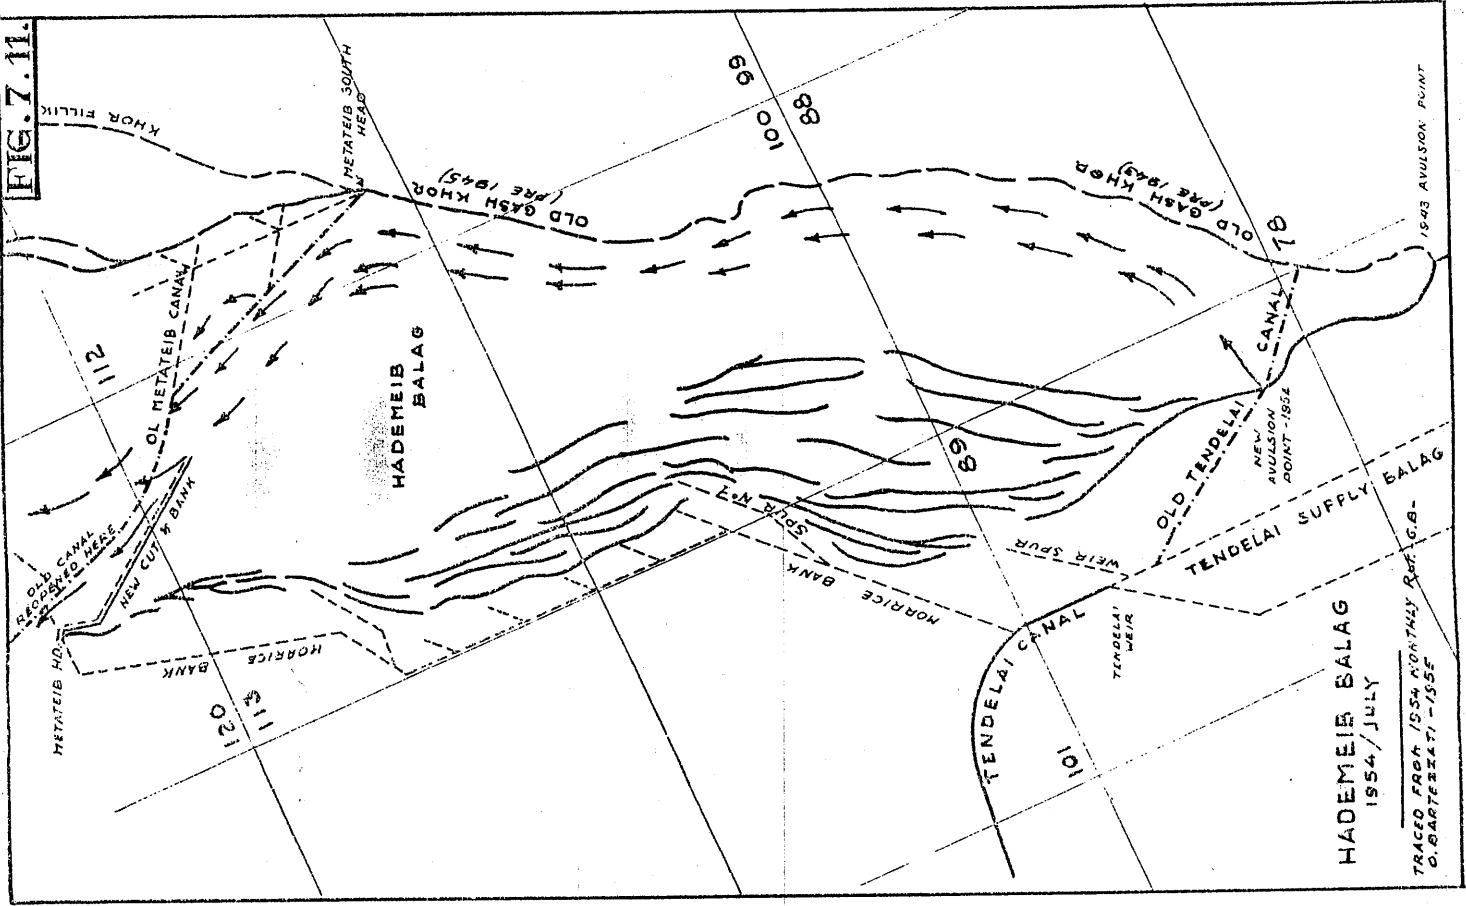 FIG. 7. 11.
KHOR FILLIK
METATEIB SOUTH
HEAD
OLD GASH KHOR
(PRE 1945)
99
100
88
OLD GASH KHOR
(PRE 1943)
78
1943 AVULSION POINT
112
OL METATEIB CANAL
HADEMEIB
BALAG
CANAL
OLD TENDELAI
NEW
AVULSION
POINT - 1954
89
OLD CANAL
REOPENED HERE
NEW CUT & BANK
SPUR Nº7
WEIR SPUR
TENDELAI SUPPLY BALAG
METATEIB HD.
MORRICE
BANK
MORRICE BANK
TENDELAI
WEIR
TENDELAI CANAL
120
113
101
HADEMEIB BALAG
1954/JULY
TRACED FROM 1954 MONTHLY Rpt. G.B-
O. BARTEZZATI - 1955